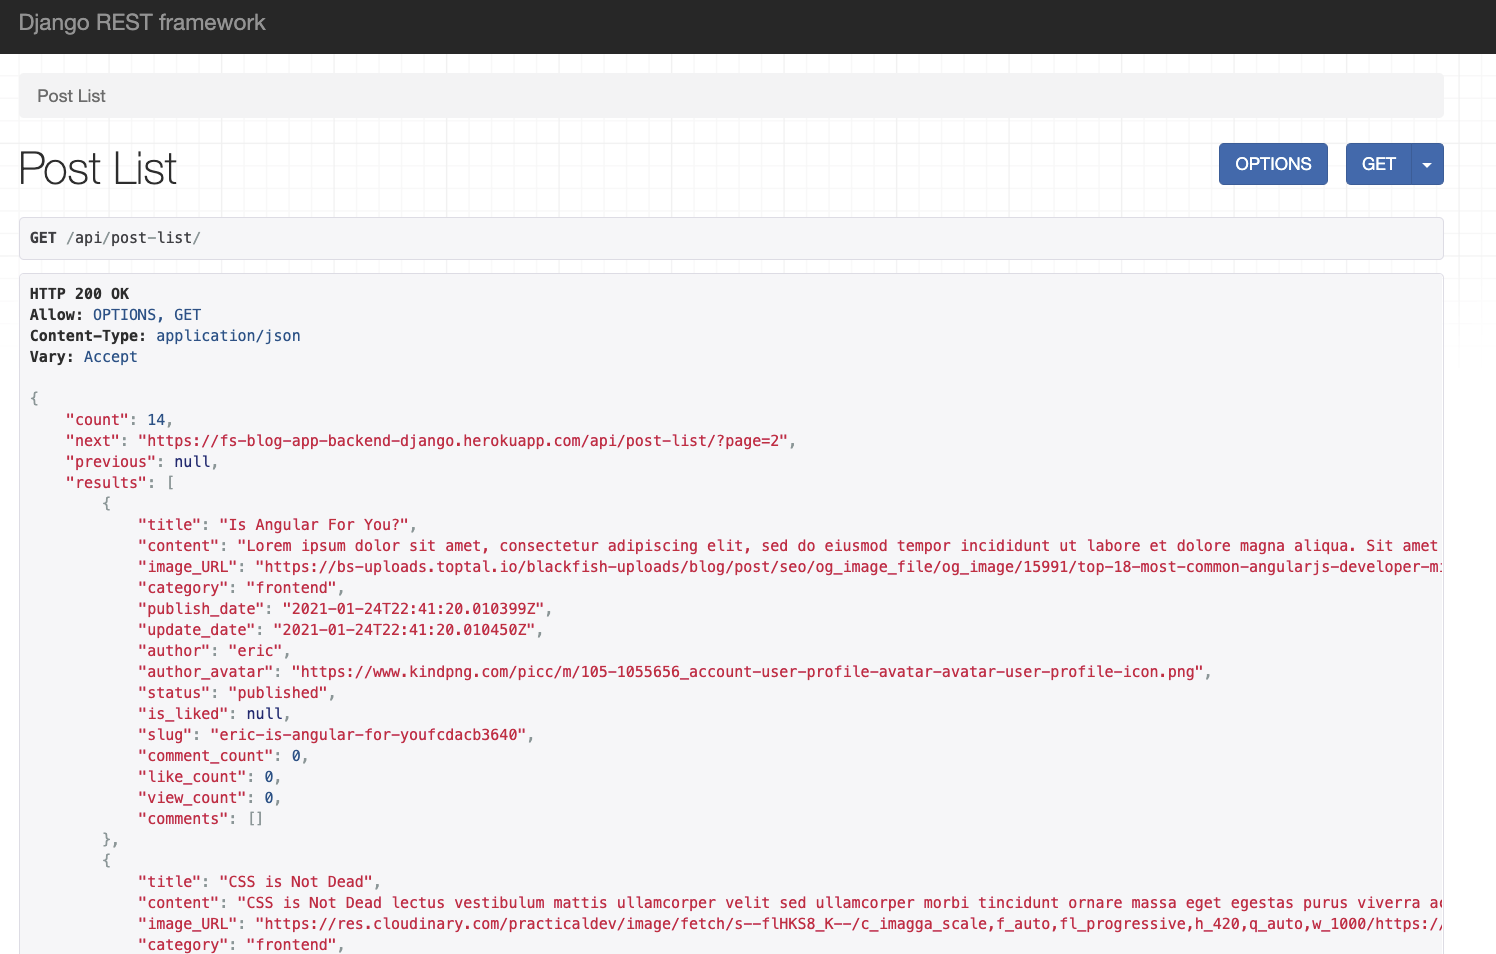 Django REST framework
Post List
Post List
OPTIONS
GET
GET /api/post-list/
HTTP 200 OK
Allow: OPTIONS, GET
Content-Type: application/json
Vary: Accept
{
"count": 14,
"next": "https://fs-blog-app-backend-django.herokuapp.com/api/post-list/?page=2",
"previous": null,
"results": [
{
"title": "Is Angular For You?",
"content": "Lorem ipsum dolor sit amet, consectetur adipiscing elit, sed do eiusmod tempor incididunt ut labore et dolore magna aliqua. Sit amet
"image_URL": "https://bs-uploads.toptal.io/blackfish-uploads/blog/post/seo/og_image_file/og_image/15991/top-18-most-common-angularjs-developer-mi
"category": "frontend",
"publish_date": "2021-01-24T22:41:20.010399Z",
"update_date": "2021-01-24T22:41:20.010450Z",
"author": "eric",
"author_avatar": "https://www.kindpng.com/picc/m/105-1055656_account-user-profile-avatar-avatar-user-profile-icon.png",
"status": "published",
"is_liked": null,
"slug": "eric-is-angular-for-youfcdacb3640",
"comment_count": 0,
"like_count": 0,
"view_count": 0,
"comments": []
},
{
"title": "CSS is Not Dead",
"content": "CSS is Not Dead lectus vestibulum mattis ullamcorper velit sed ullamcorper morbi tincidunt ornare massa eget egestas purus viverra ac
"image_URL": "https://res.cloudinary.com/practicaldev/image/fetch/s--flHKS8_K--/c_imagga_scale,f_auto,fl_progressive,h_420,q_auto,w_1000/https://
"category": "frontend",